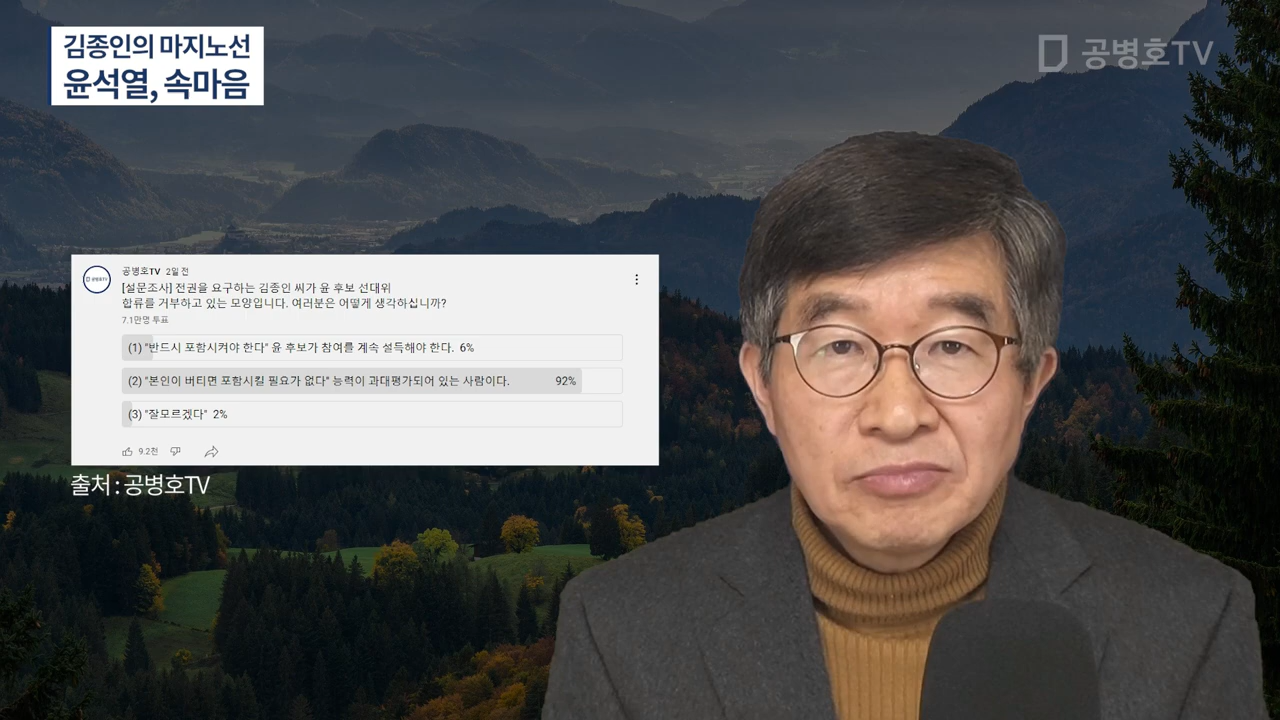 김종인의 마지노선
윤석열, 속마음
공병호TV
공병호TV 2일 전
[설문조사] 전권을 요구하는 김종인 씨가 윤 후보 선대위
합류를 거부하고 있는 모양입니다. 여러분은 어떻게 생각하십니까?
7.1만명 투표
(1) "반드시 포함시켜야 한다" 윤 후보가 참여를 계속 설득해야 한다. 6%
(2) "본인이 버티면 포함시킬 필요가 없다" 능력이 과대평가되어 있는 사람이다. 92%
(3) "잘모르겠다" 2%
9.2천
출처 : 공병호TV